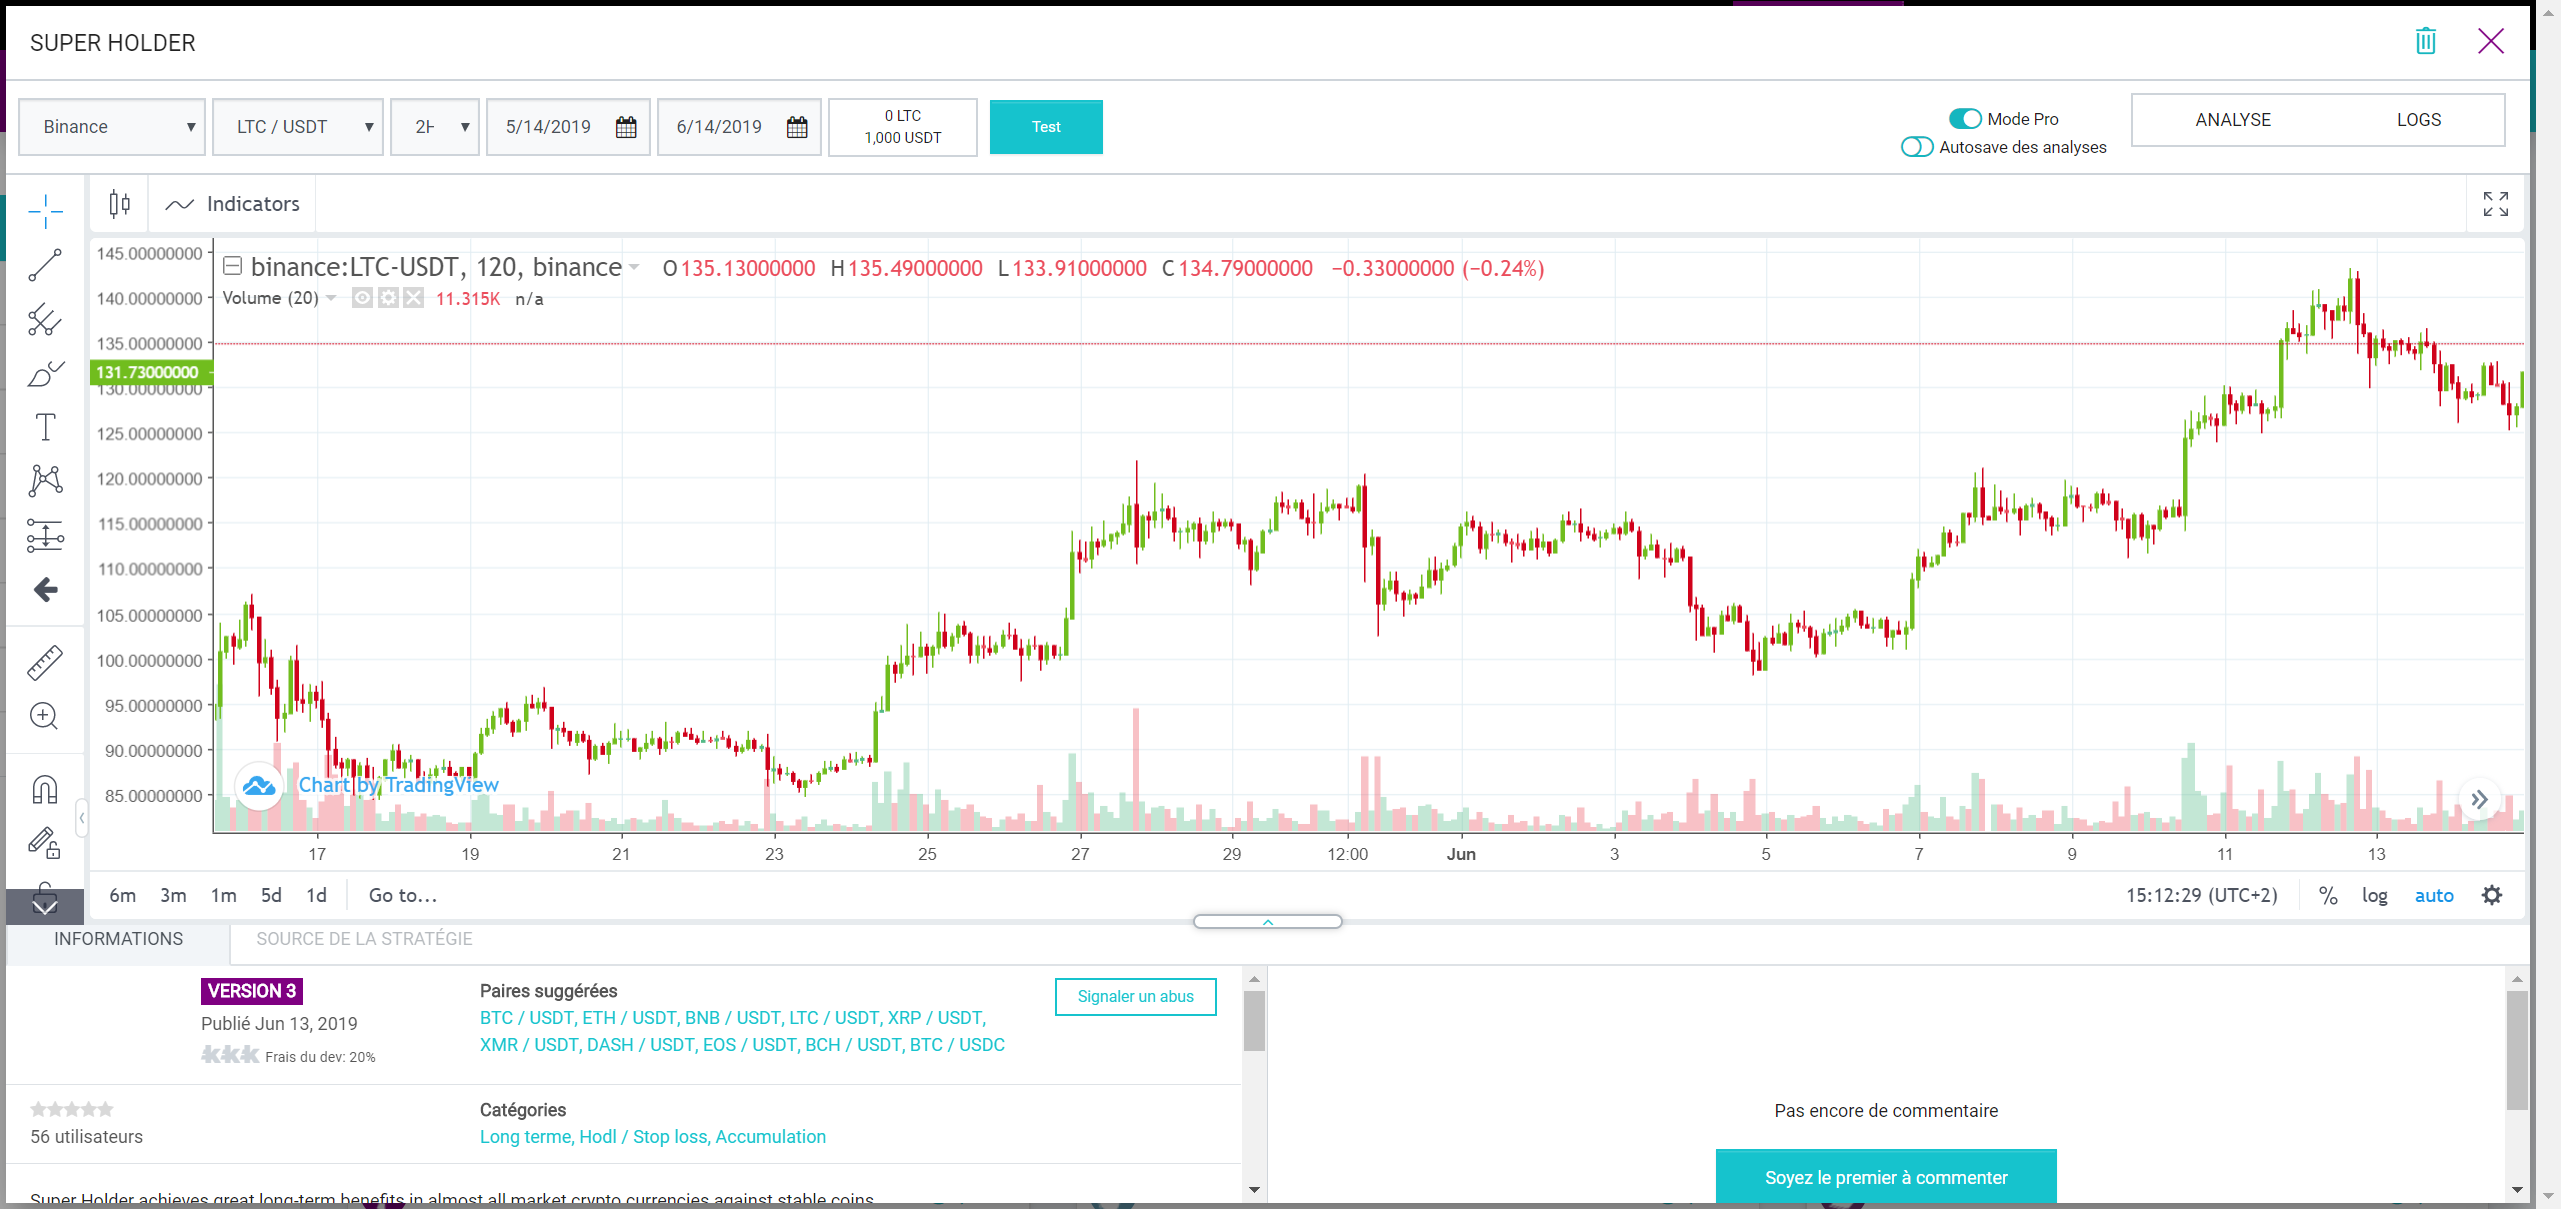 SUPER HOLDER
Binance ▼ LTC / USDT ▼ 2H ▼ 5/14/2019 6/14/2019
0 LTC
1,000 USDT
Test
Mode Pro
Autosave des analyses
ANALYSE LOGS
Indicators
binance:LTC-USDT, 120, binance O135.13000000 H135.49000000 L133.91000000 C134.79000000 −0.33000000 (−0.24%)
Volume (20) 11.315K n/a
145.00000000
140.00000000
135.00000000
131.73000000
130.00000000
125.00000000
120.00000000
115.00000000
110.00000000
105.00000000
100.00000000
95.00000000
90.00000000
85.00000000
Chart by TradingView
17 19 21 23 25 27 29 12:00 Jun 3 5 7 9 11 13
6m 3m 1m 5d 1d Go to... 15:12:29 (UTC+2) % log auto
INFORMATIONS SOURCE DE LA STRATÉGIE
VERSION 3
Publié Jun 13, 2019
Frais du dev: 20%
Paires suggérées
BTC / USDT, ETH / USDT, BNB / USDT, LTC / USDT, XRP / USDT,
XMR / USDT, DASH / USDT, EOS / USDT, BCH / USDT, BTC / USDC
Signaler un abus
56 utilisateurs
Catégories
Long terme, Hodl / Stop loss, Accumulation
Super Holder achieves great long-term benefits in almost all market crypto currencies against stable coins
Pas encore de commentaire
Soyez le premier à commenter